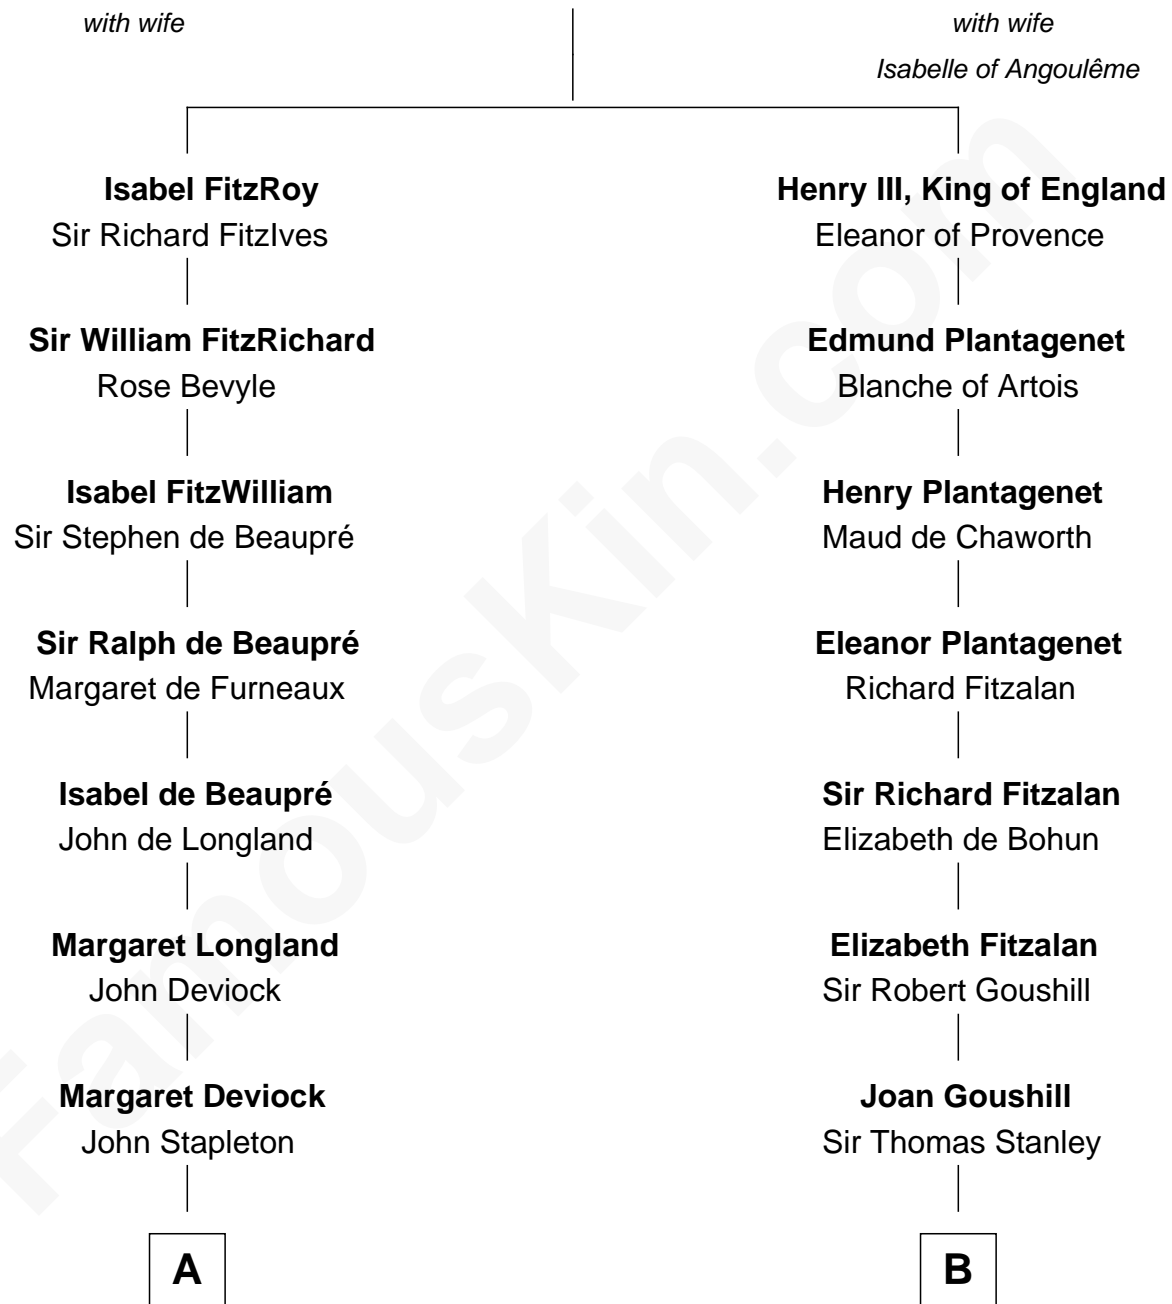 with wife
with wife
Isabelle of Angoulême
Isabel FitzRoy
Sir Richard FitzIves
Henry III, King of England
Eleanor of Provence
Sir William FitzRichard
Rose Bevyle
Edmund Plantagenet
Blanche of Artois
Isabel FitzWilliam
Sir Stephen de Beaupré
Henry Plantagenet
Maud de Chaworth
Sir Ralph de Beaupré
Margaret de Furneaux
Eleanor Plantagenet
Richard Fitzalan
Isabel de Beaupré
John de Longland
Sir Richard Fitzalan
Elizabeth de Bohun
Margaret Longland
John Deviock
Elizabeth Fitzalan
Sir Robert Goushill
Margaret Deviock
John Stapleton
Joan Goushill
Sir Thomas Stanley
A
B
FamousKin.com